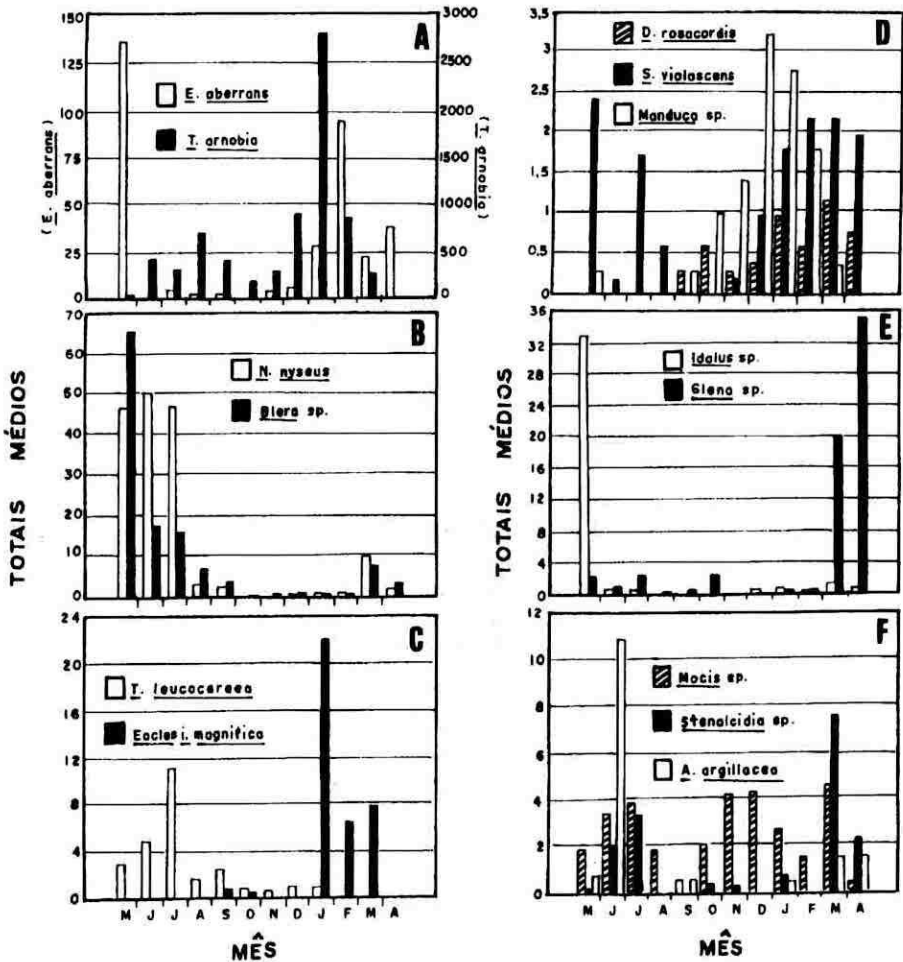 A
150
125
100
75
50
25
0
(E. aberrans)
3000
2500
2000
1500
1000
500
0
(T. arnobia)
E. aberrans
T. arnobia
B
70
60
50
40
30
20
10
0
N. nyseus
sp.
C
24
20
16
12
8
4
0
T. leucocerea
Eacles i. magnifica
M J J A S O N D J F M A
MÊS
TOTAIS MÉDIOS
D
3,5
3
2,5
2
1,5
1
0,5
0
D. rosacordis
S. violascens
Manduca sp.
E
36
32
28
24
20
16
12
8
4
0
Idalus sp.
Glena sp.
F
12
10
8
6
4
2
0
Mocis sp.
Stenalcidia sp.
A. argillacea
M J J A S O N D J F M A
MÊS
TOTAIS MÉDIOS